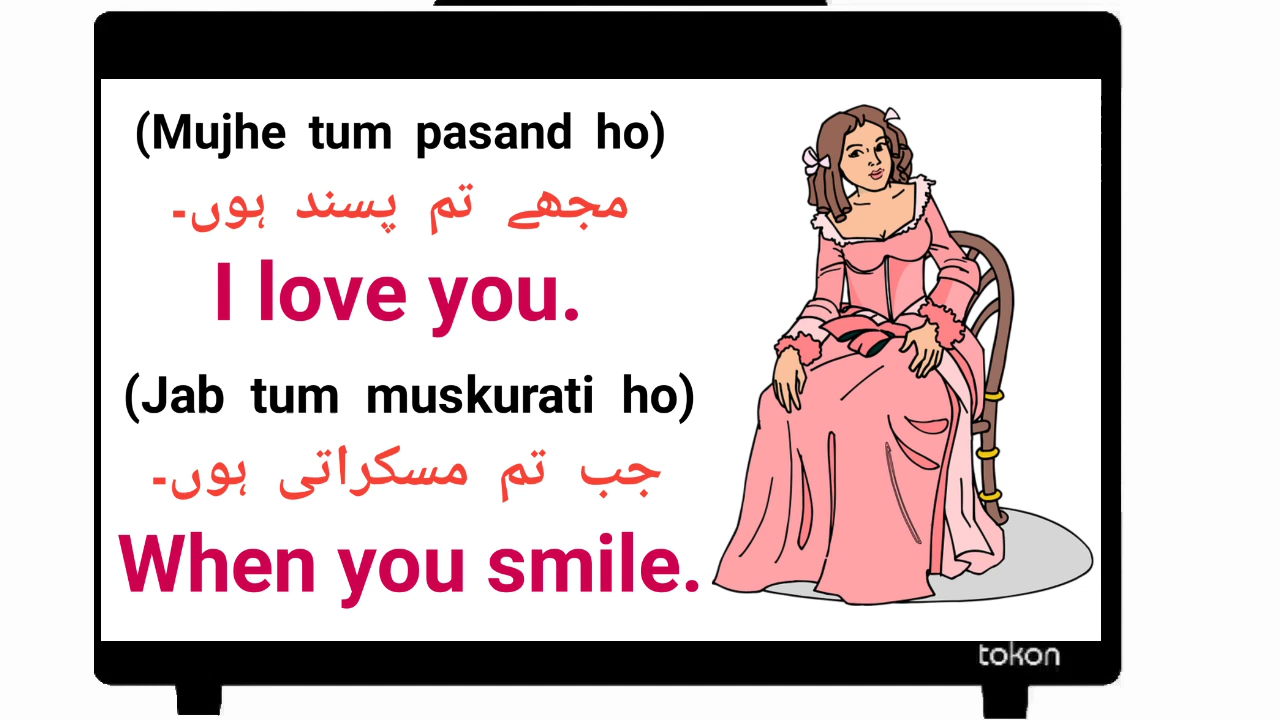 (Mujhe tum pasand ho)
مجھے تم پسند ہوں۔
I love you.
(Jab tum muskurati ho)
جب تم مسکراتی ہوں۔
When you smile.
tokon